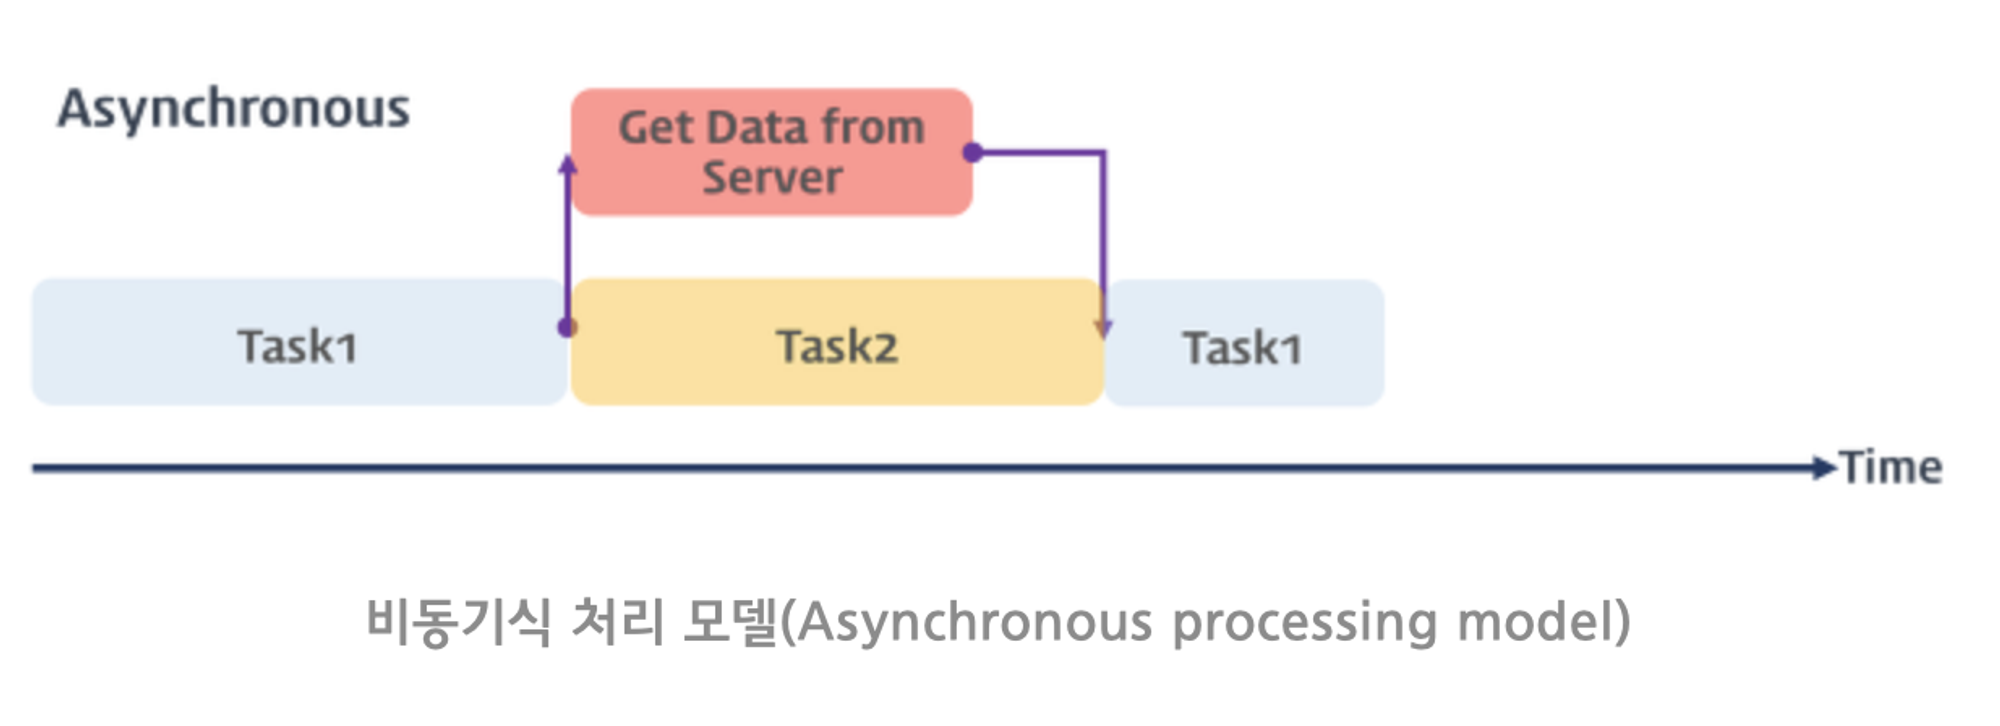 Asynchronous
Get Data from
Server
Task1
Task2
Task1
Time
비동기식 처리 모델(Asynchronous processing model)